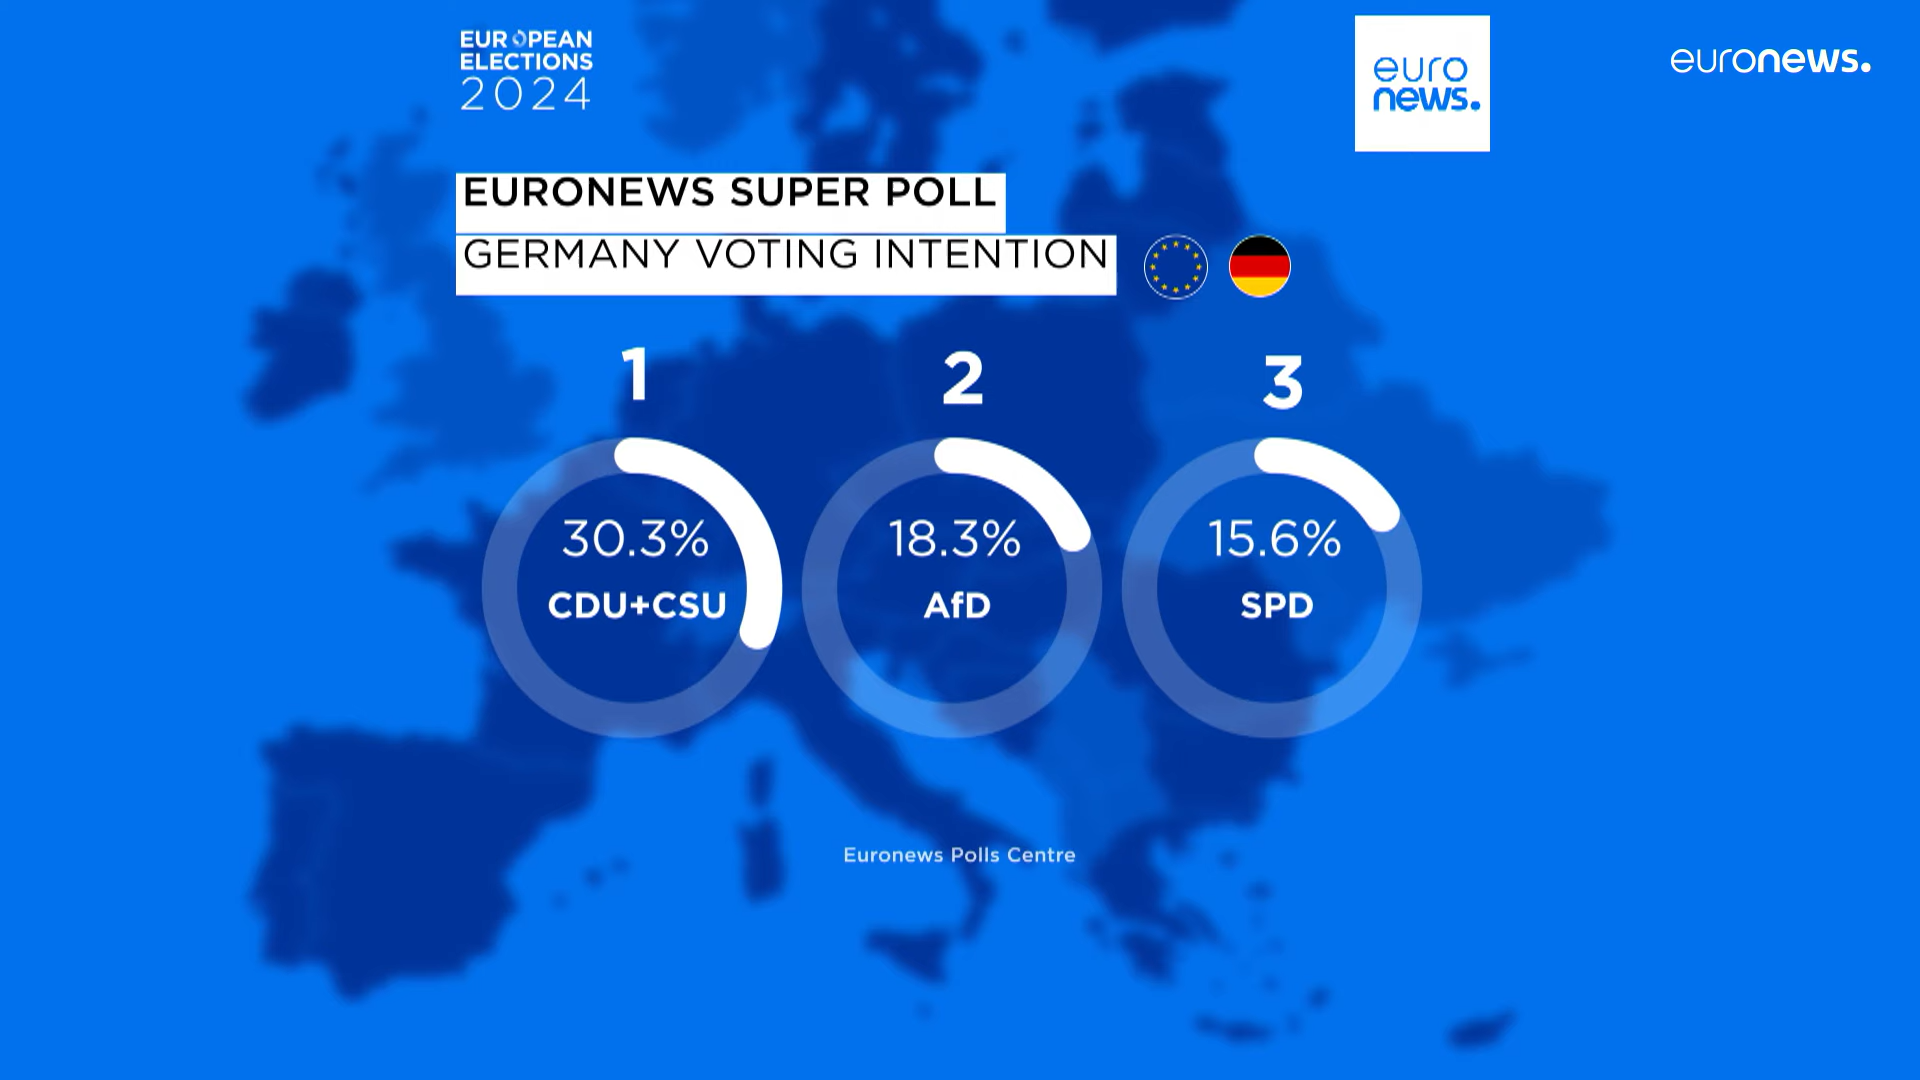 EUROPEAN
ELECTIONS
2024
euro
news.
euronews.
EURONEWS SUPER POLL
GERMANY VOTING INTENTION
1
2
3
30.3%
CDU+CSU
18.3%
AfD
15.6%
SPD
Euronews Polls Centre